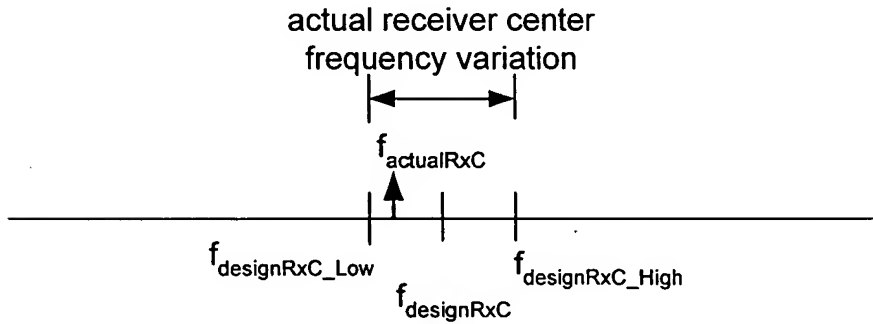 actual receiver center
frequency variation
f_actualRxC
f_designRxC_Low
f_designRxC_High
f_designRxC